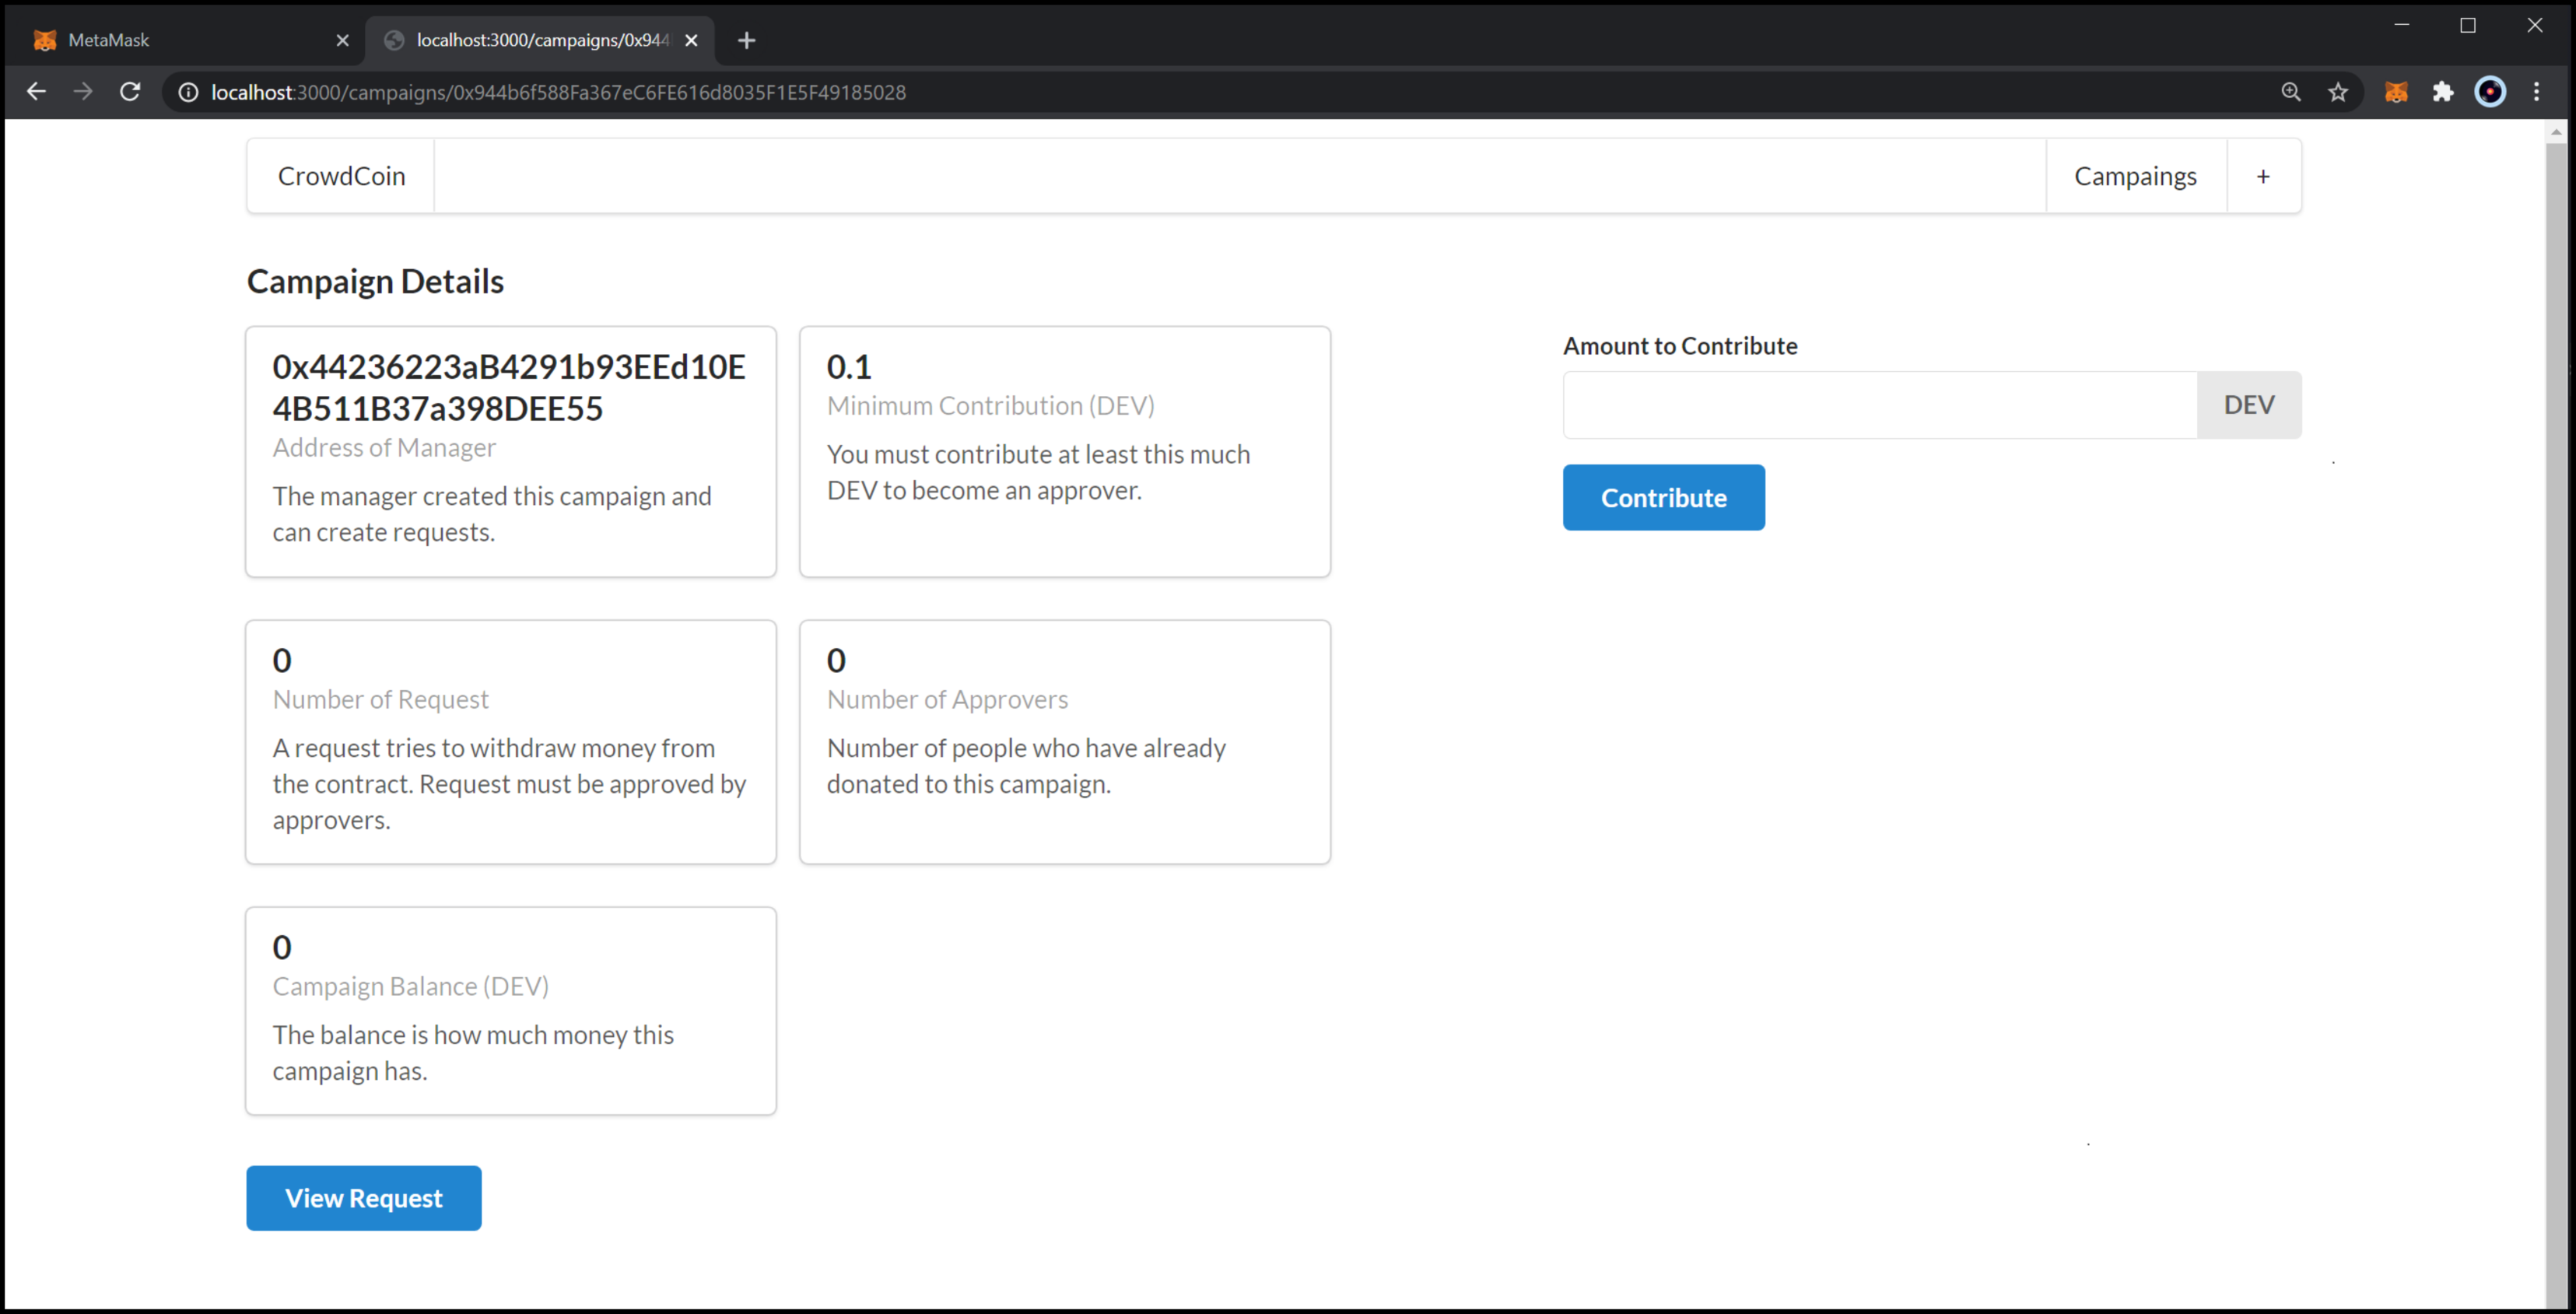 MetaMask
localhost:3000/campaigns/0x944
localhost:3000/campaigns/0x944b6f588Fa367eC6FE616d8035F1E5F49185028
CrowdCoin
Campaings
+
Campaign Details
0x44236223aB4291b93EEd10E
4B511B37a398DEE55
Address of Manager
The manager created this campaign and
can create requests.
0.1
Minimum Contribution (DEV)
You must contribute at least this much
DEV to become an approver.
Amount to Contribute
DEV
Contribute
0
Number of Request
A request tries to withdraw money from
the contract. Request must be approved by
approvers.
0
Number of Approvers
Number of people who have already
donated to this campaign.
0
Campaign Balance (DEV)
The balance is how much money this
campaign has.
View Request